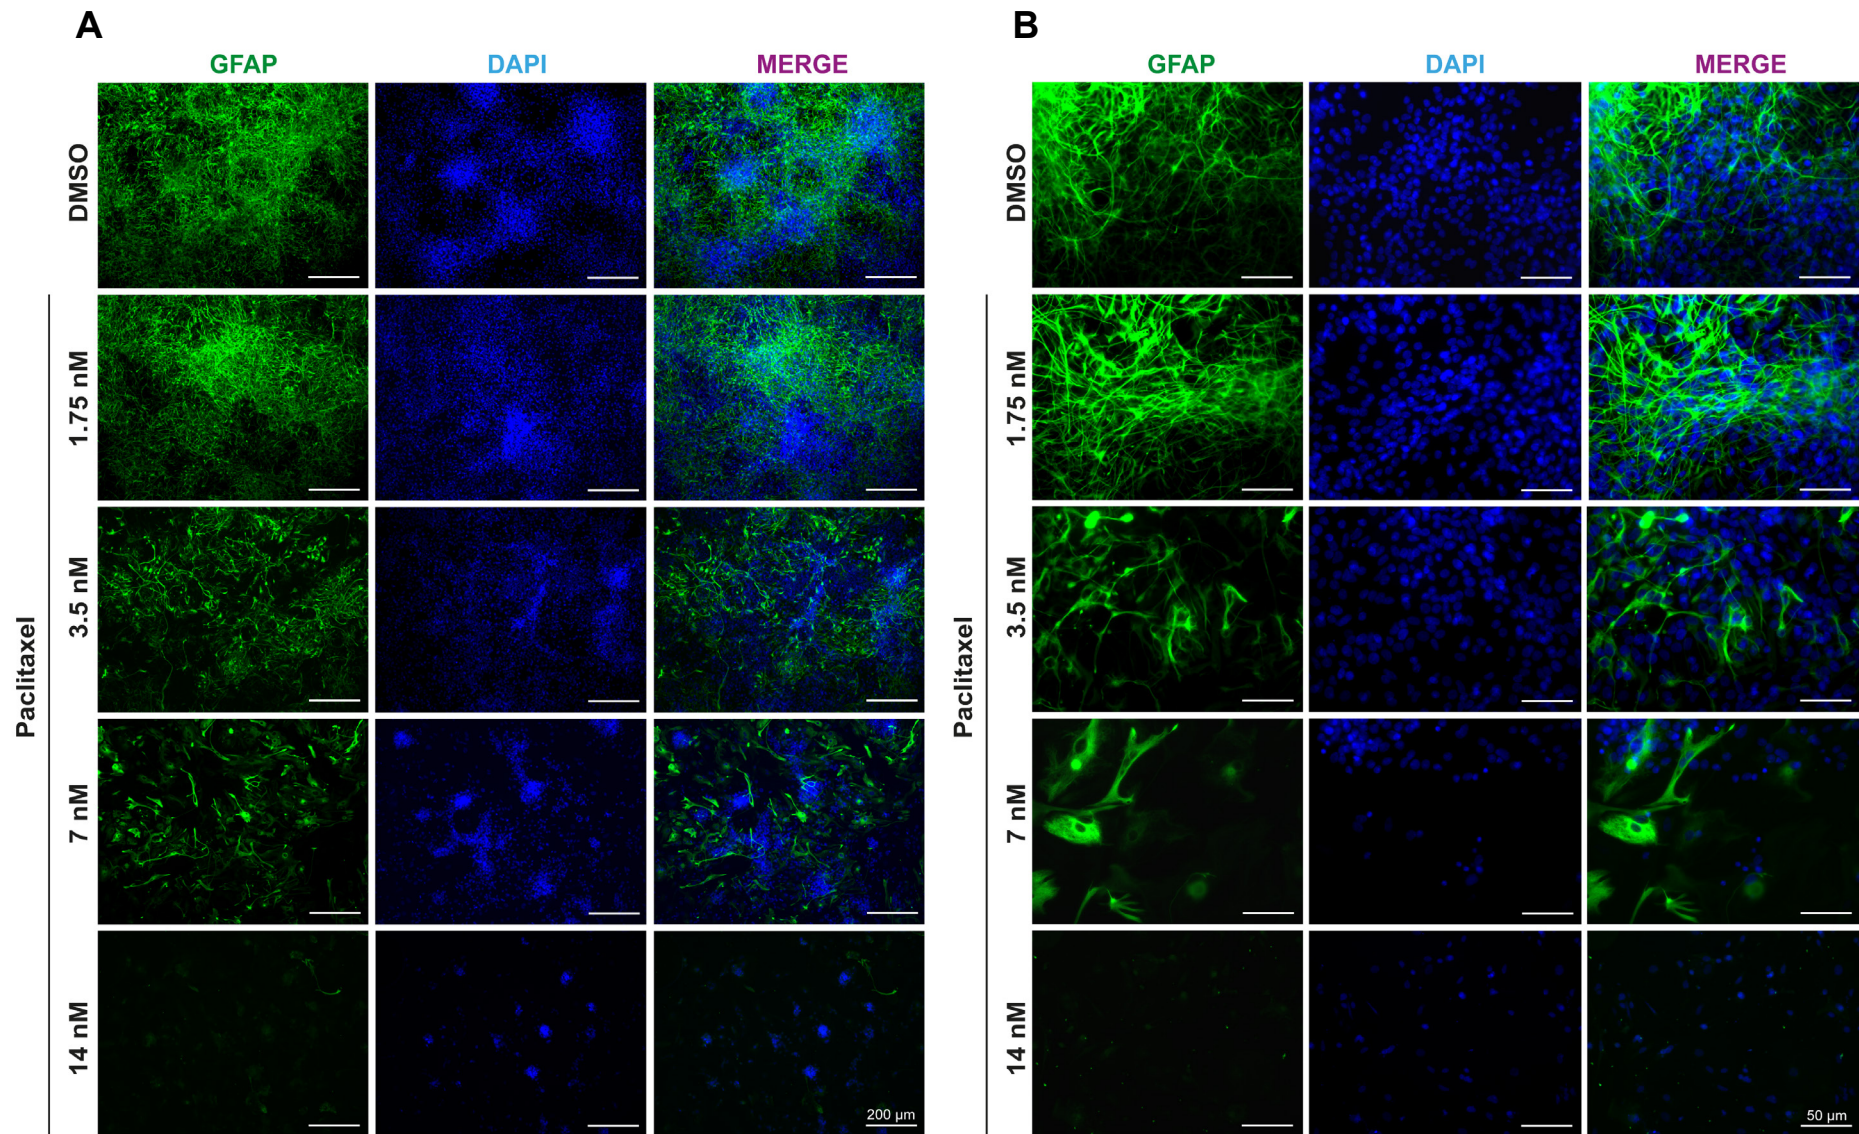 A
GFAP DAPI MERGE
DMSO
1.75 nM
3.5 nM
7 nM
14 nM
Paclitaxel
200 µm
B
GFAP DAPI MERGE
DMSO
1.75 nM
3.5 nM
7 nM
14 nM
Paclitaxel
50 µm